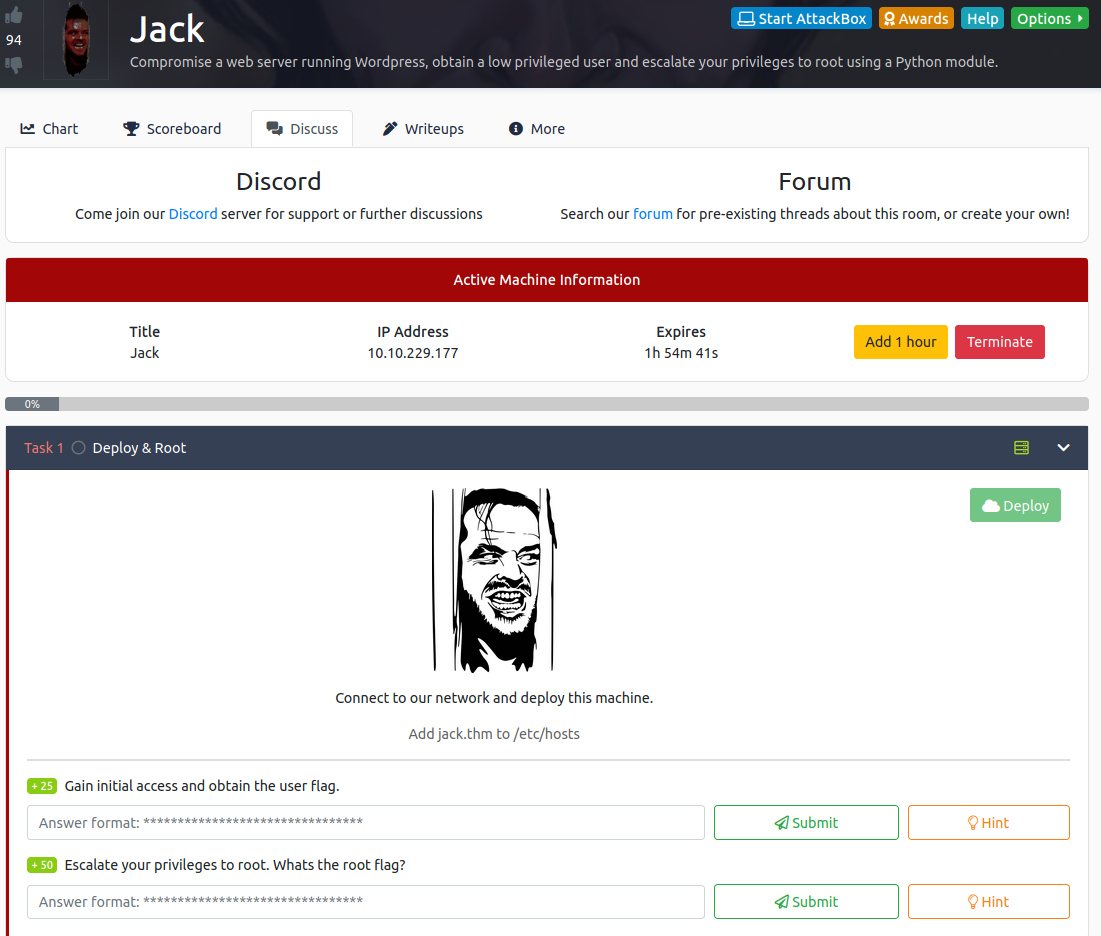 94
Jack
Start AttackBox Awards Help Options
Compromise a web server running Wordpress, obtain a low privileged user and escalate your privileges to root using a Python module.
Chart Scoreboard Discuss Writeups More
Discord Forum
Come join our Discord server for support or further discussions Search our forum for pre-existing threads about this room, or create your own!
Active Machine Information
Title IP Address Expires
Jack 10.10.229.177 1h 54m 41s Add 1 hour Terminate
0%
Task 1 Deploy & Root
Deploy
Connect to our network and deploy this machine.
Add jack.thm to /etc/hosts
+ 25 Gain initial access and obtain the user flag.
Answer format: ******************************** Submit Hint
+ 50 Escalate your privileges to root. Whats the root flag?
Answer format: ******************************** Submit Hint